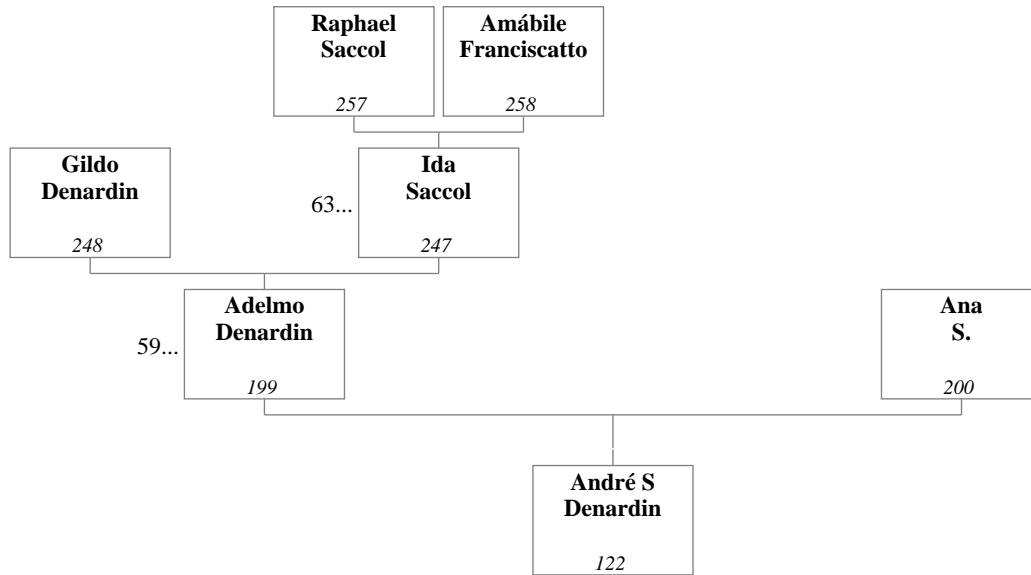 Raphael
Saccol
257
Amábile
Franciscatto
258
Gildo
Denardin
248
63...
Ida
Saccol
247
59...
Adelmo
Denardin
199
Ana
S.
200
André S
Denardin
122